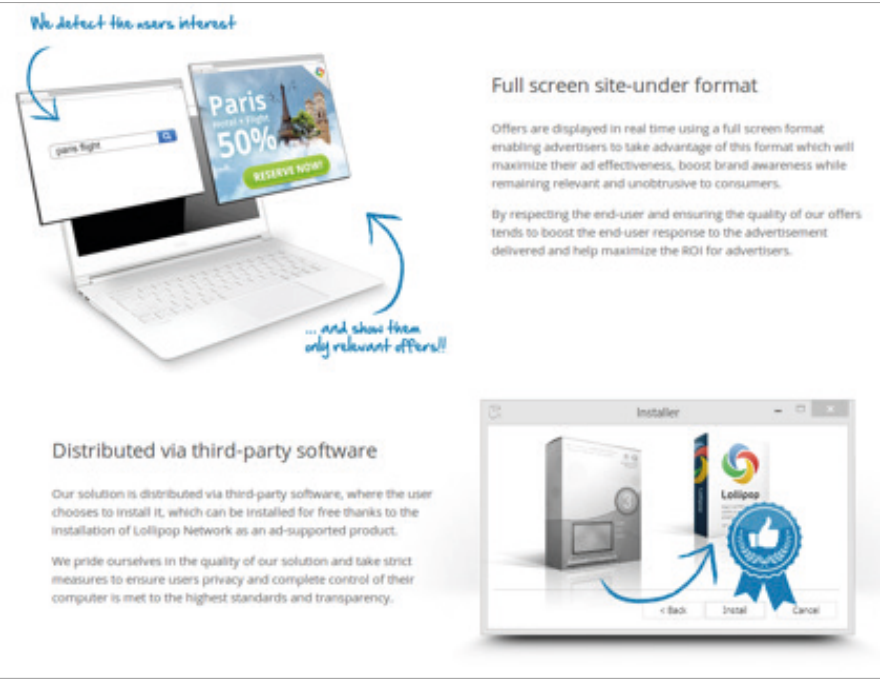 We detect the users interest
paris flight
Paris
Hotel + Flight
50%
RESERVE NOW!
... and show them
only relevant offers!!
Full screen site-under format
Offers are displayed in real time using a full screen format
enabling advertisers to take advantage of this format which will
maximize their ad effectiveness, boost brand awareness while
remaining relevant and unobtrusive to consumers.
By respecting the end-user and ensuring the quality of our offers
tends to boost the end-user response to the advertisement
delivered and help maximize the ROI for advertisers.
Distributed via third-party software
Our solution is distributed via third-party software, where the user
chooses to install it, which can be installed for free thanks to the
installation of Lollipop Network as an ad-supported product.
We pride ourselves in the quality of our solution and take strict
measures to ensure users privacy and complete control of their
computer is met to the highest standards and transparency.
Installer
Lollipop
< Back
Install
Cancel